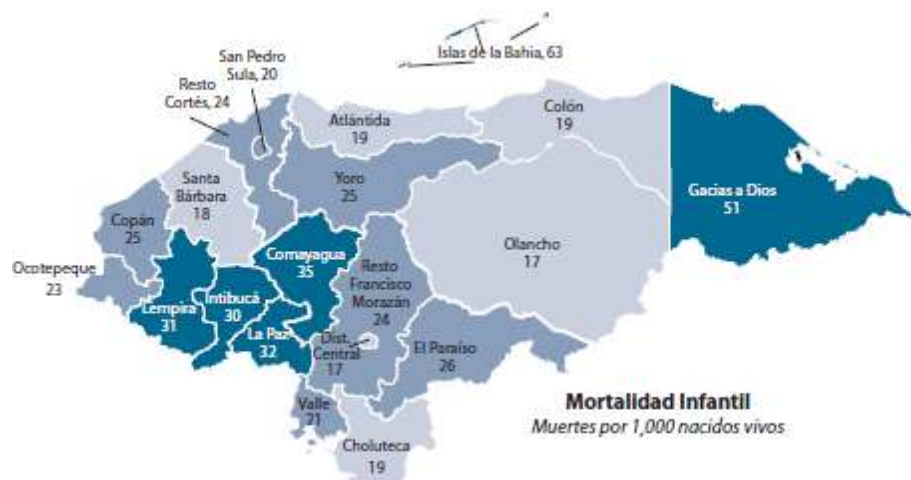 Islas de la Bahia, 63
San Pedro
Sula, 20
Resto
Cortés, 24
Atlántida
19
Colón
19
Santa
Bárbara
18
Yoro
25
Gacias a Dios
51
Copán
25
Comayagua
35
Olancho
17
Ocotepeque
23
Resto
Francisco
Morazán
24
Lempira
31
Intibucá
30
La Paz
32
Dist.
Central
17
El Paraíso
26
Valle
21
Choluteca
19
Mortalidad Infantil
Muertes por 1,000 nacidos vivos